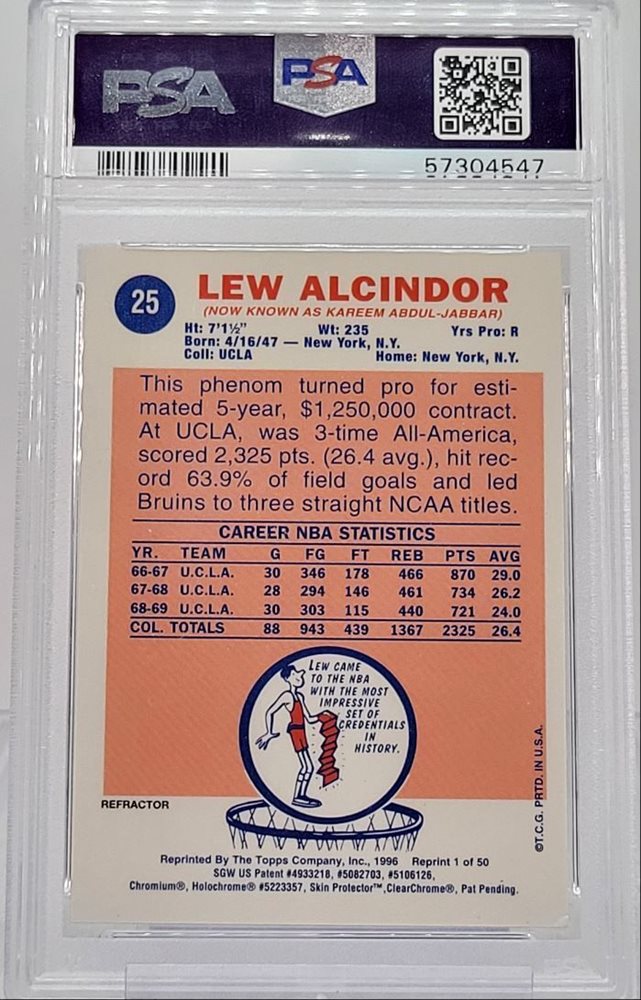 PSA
PSA
57304547
25
LEW ALCINDOR
(NOW KNOWN AS KAREEM ABDUL-JABBAR)
Ht: 7'1½" Wt: 235 Yrs Pro: R
Born: 4/16/47 — New York, N.Y.
Coll: UCLA Home: New York, N.Y.
This phenom turned pro for esti-
mated 5-year, $1,250,000 contract.
At UCLA, was 3-time All-America,
scored 2,325 pts. (26.4 avg.), hit rec-
ord 63.9% of field goals and led
Bruins to three straight NCAA titles.
CAREER NBA STATISTICS
YR. TEAM G FG FT REB PTS AVG
66-67 U.C.L.A. 30 346 178 466 870 29.0
67-68 U.C.L.A. 28 294 146 461 734 26.2
68-69 U.C.L.A. 30 303 115 440 721 24.0
COL. TOTALS 88 943 439 1367 2325 26.4
LEW CAME
TO THE NBA
WITH THE MOST
IMPRESSIVE
SET OF
CREDENTIALS
IN
HISTORY.
REFRACTOR
©T.C.G. PRTD. IN U.S.A.
Reprinted By The Topps Company, Inc., 1996 Reprint 1 of 50
SGW US Patent #4933218, #5082703, #5106126,
Chromium®, Holochrome® #5223357, Skin Protector™,ClearChrome®, Pat Pending.